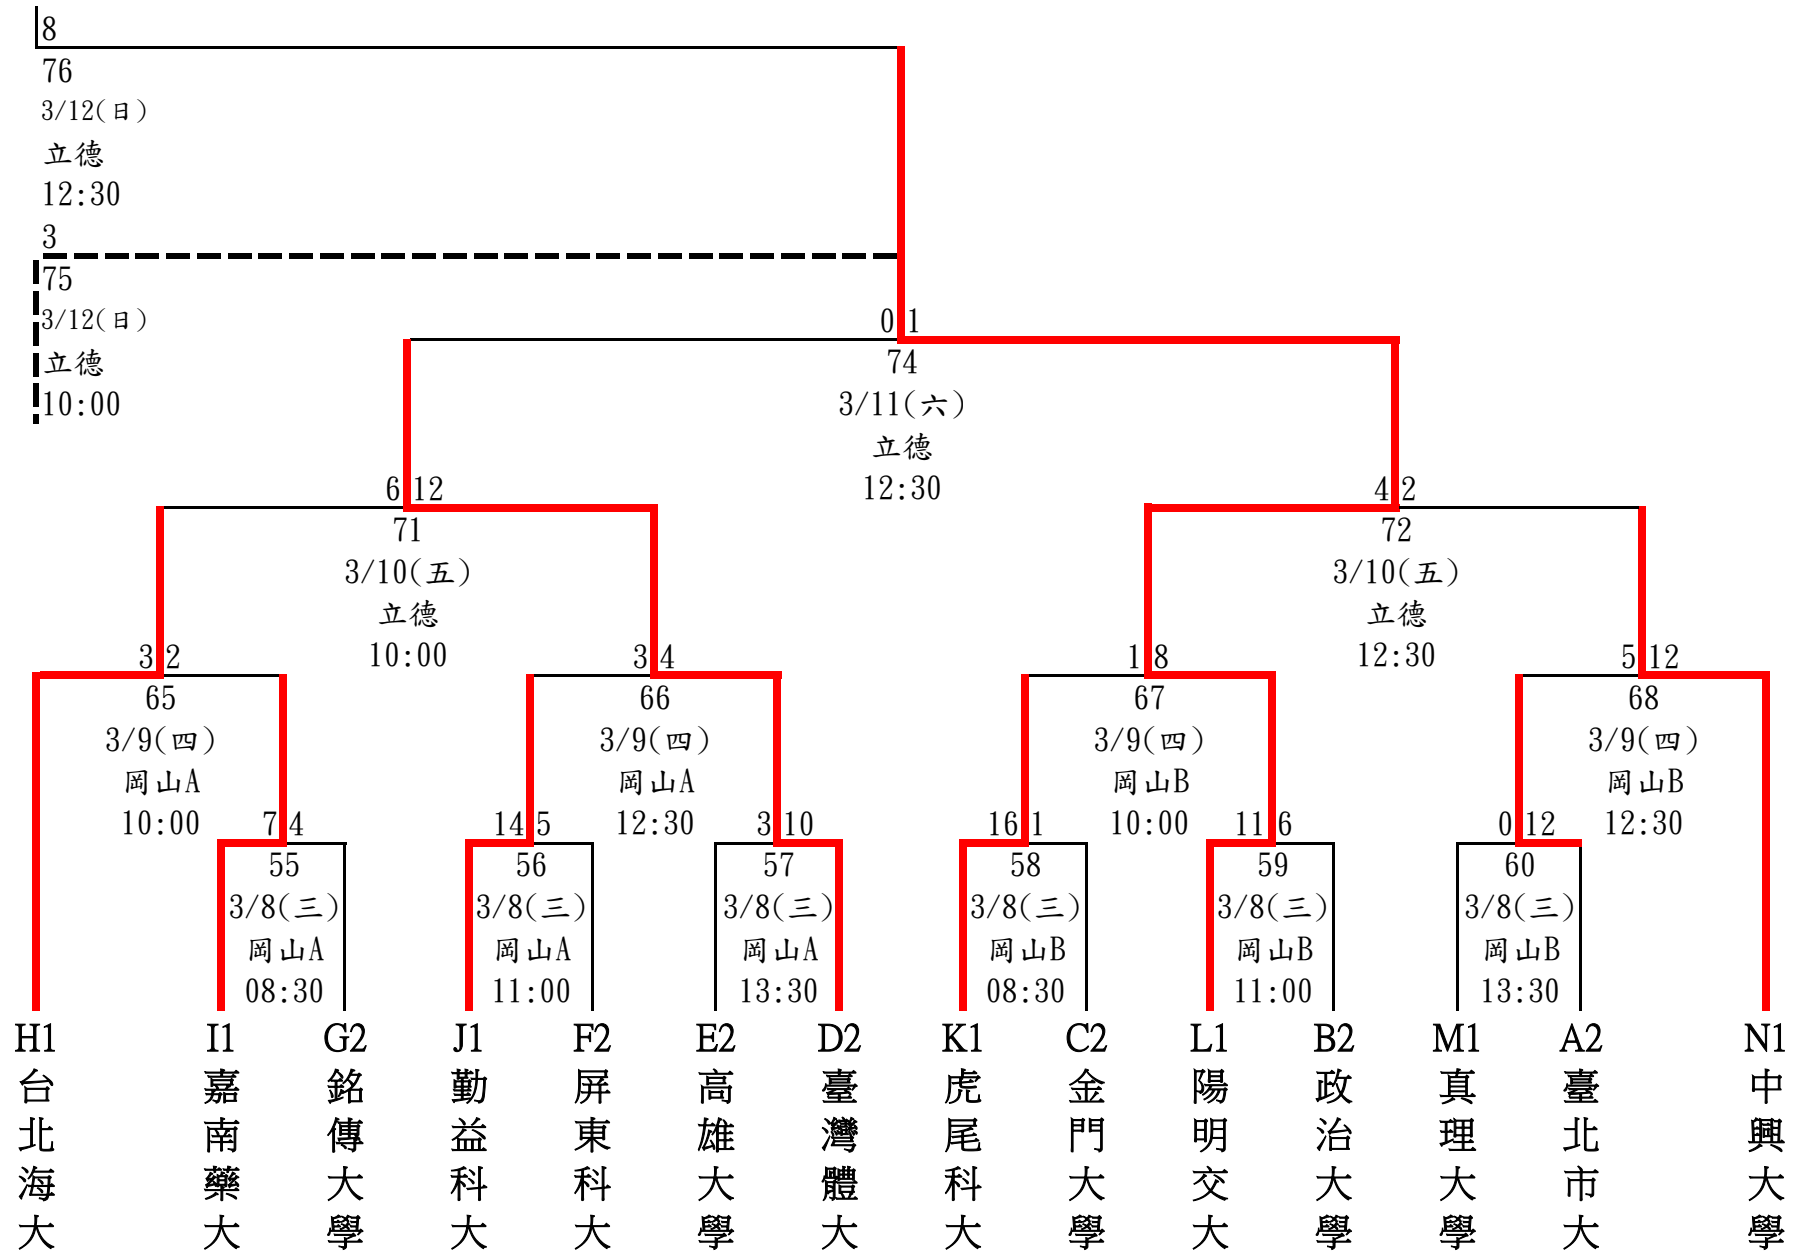 8
76
3/12(日)
立德
12:30
3
75
3/12(日)
立德
10:00
0 1
74
3/11(六)
立德
12:30
6 12
71
3/10(五)
立德
10:00
4 2
72
3/10(五)
立德
12:30
3 2
65
3/9(四)
岡山A
10:00
3 4
66
3/9(四)
岡山A
12:30
1 8
67
3/9(四)
岡山B
10:00
5 12
68
3/9(四)
岡山B
12:30
7 4
55
3/8(三)
岡山A
08:30
14 5
56
3/8(三)
岡山A
11:00
3 10
57
3/8(三)
岡山A
13:30
16 1
58
3/8(三)
岡山B
08:30
11 6
59
3/8(三)
岡山B
11:00
0 12
60
3/8(三)
岡山B
13:30
H1
台北海大
I1
嘉南藥大
G2
銘傳大學
J1
勤益科大
F2
屏東科大
E2
高雄大學
D2
臺灣體大
K1
虎尾科大
C2
金門大學
L1
陽明交大
B2
政治大學
M1
真理大學
A2
臺北市大
N1
中興大學